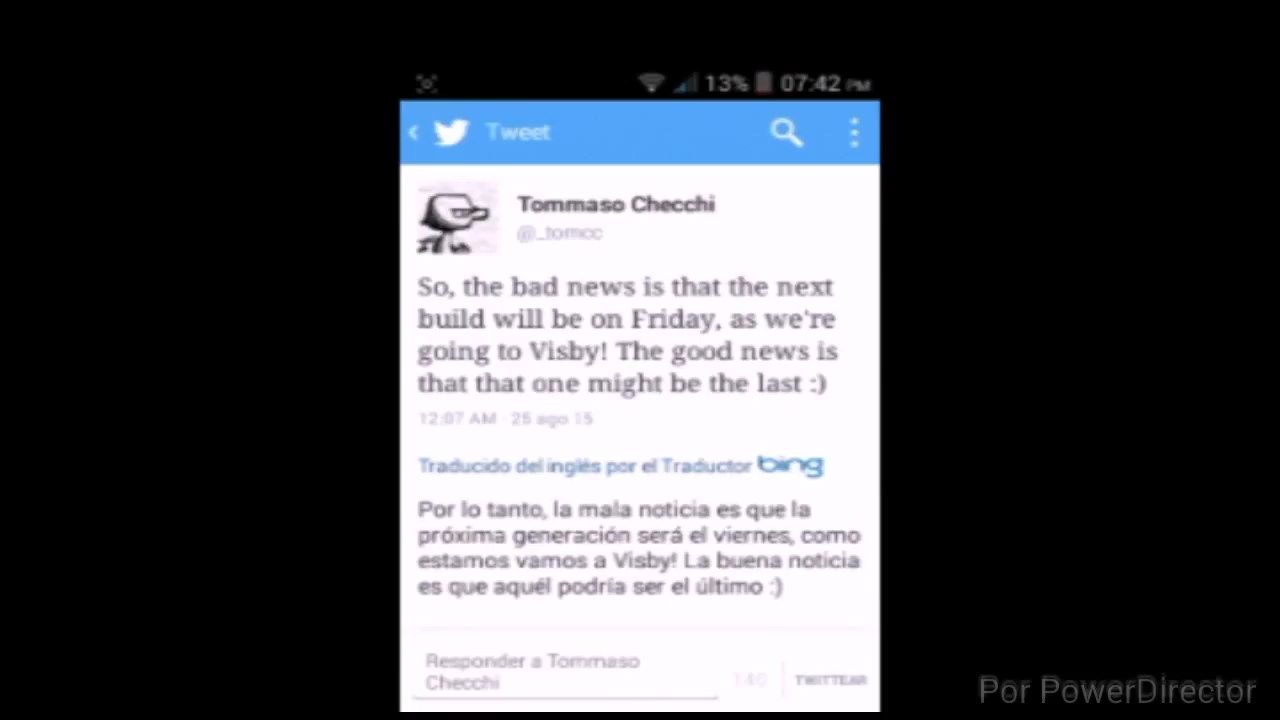 13% 07:42 PM
Tweet
Tommaso Checchi
@_tomcc
So, the bad news is that the next
build will be on Friday, as we're
going to Visby! The good news is
that that one might be the last :)
12:07 AM · 25 ago 15
Traducido del inglés por el Traductor bing
Por lo tanto, la mala noticia es que la
próxima generación será el viernes, como
estamos vamos a Visby! La buena noticia
es que aquél podría ser el último :)
Responder a Tommaso
Checchi
140 TWITTEAR
Por PowerDirector